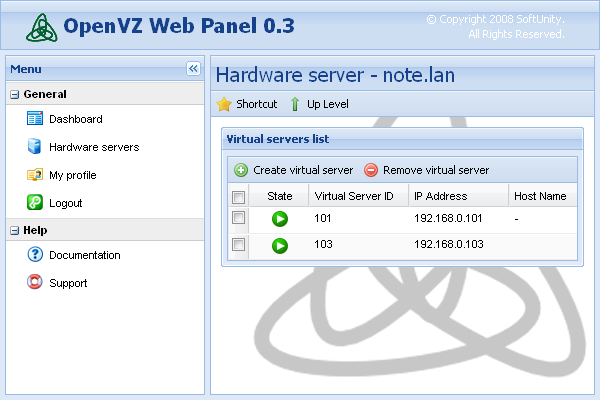 OpenVZ Web Panel 0.3
© Copyright 2008 SoftUnity.
All Rights Reserved.
Menu
General
Dashboard
Hardware servers
My profile
Logout
Help
Documentation
Support
Hardware server - note.lan
Shortcut Up Level
Virtual servers list
Create virtual server Remove virtual server
State Virtual Server ID IP Address Host Name
101 192.168.0.101 -
103 192.168.0.103